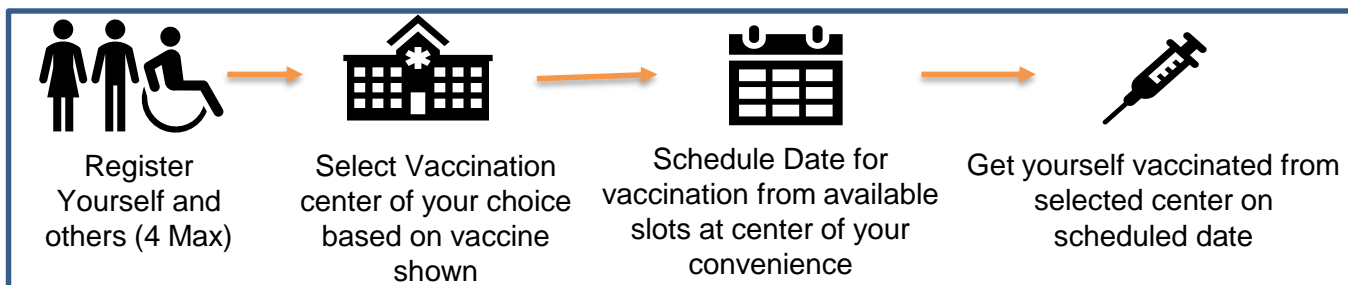 Register
Yourself and
others (4 Max)
Select Vaccination
center of your choice
based on vaccine
shown
Schedule Date for
vaccination from available
slots at center of your
convenience
Get yourself vaccinated from
selected center on
scheduled date